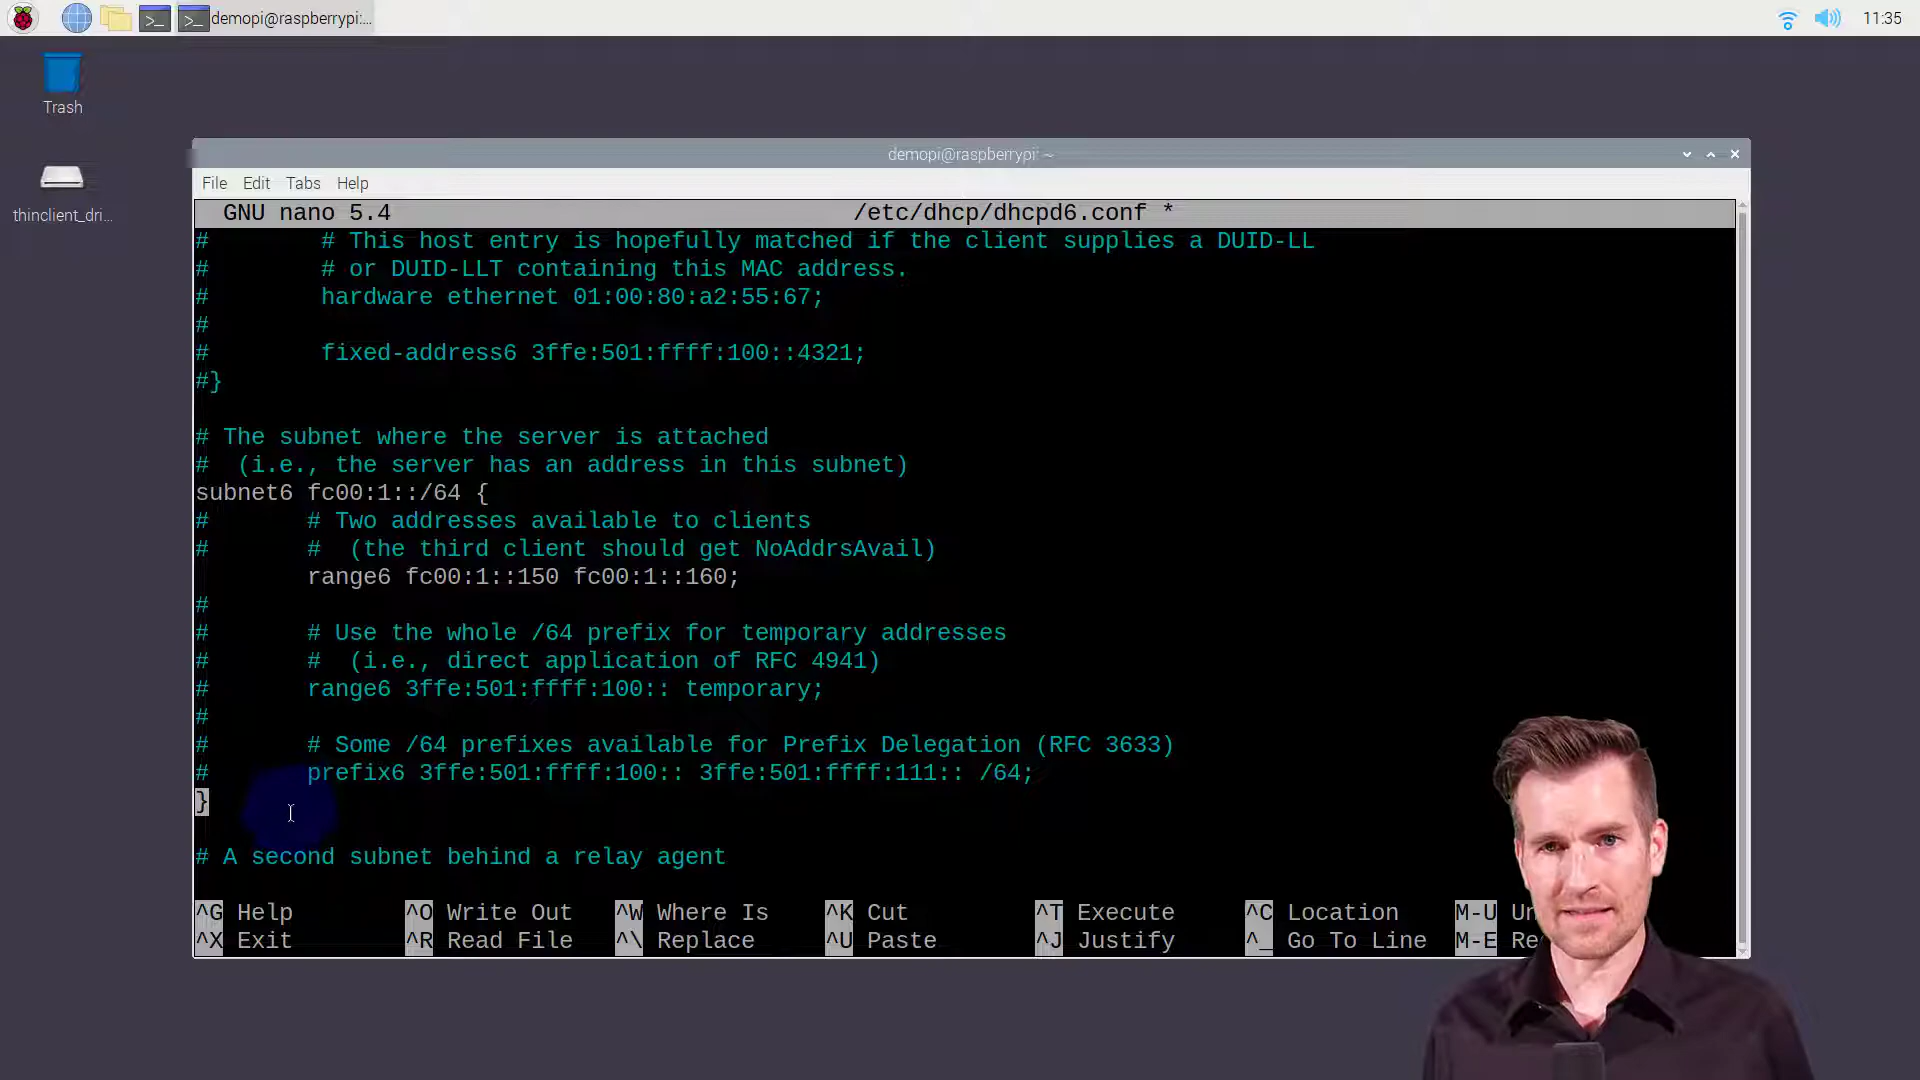 demopi@raspberrypi:...
11:35
Trash
thinclient_dri...
demopi@raspberrypi: ~
File Edit Tabs Help
GNU nano 5.4 /etc/dhcp/dhcpd6.conf *
#        # This host entry is hopefully matched if the client supplies a DUID-LL
#        # or DUID-LLT containing this MAC address.
#        hardware ethernet 01:00:80:a2:55:67;
#
#        fixed-address6 3ffe:501:ffff:100::4321;
#}
# The subnet where the server is attached
#  (i.e., the server has an address in this subnet)
subnet6 fc00:1::/64 {
#       # Two addresses available to clients
#       #  (the third client should get NoAddrsAvail)
        range6 fc00:1::150 fc00:1::160;
#
#       # Use the whole /64 prefix for temporary addresses
#       #  (i.e., direct application of RFC 4941)
#       range6 3ffe:501:ffff:100:: temporary;
#
#       # Some /64 prefixes available for Prefix Delegation (RFC 3633)
#       prefix6 3ffe:501:ffff:100:: 3ffe:501:ffff:111:: /64;
}
# A second subnet behind a relay agent
^G Help ^O Write Out ^W Where Is ^K Cut ^T Execute ^C Location M-U Un
^X Exit ^R Read File ^\ Replace ^U Paste ^J Justify ^_ Go To Line M-E Re